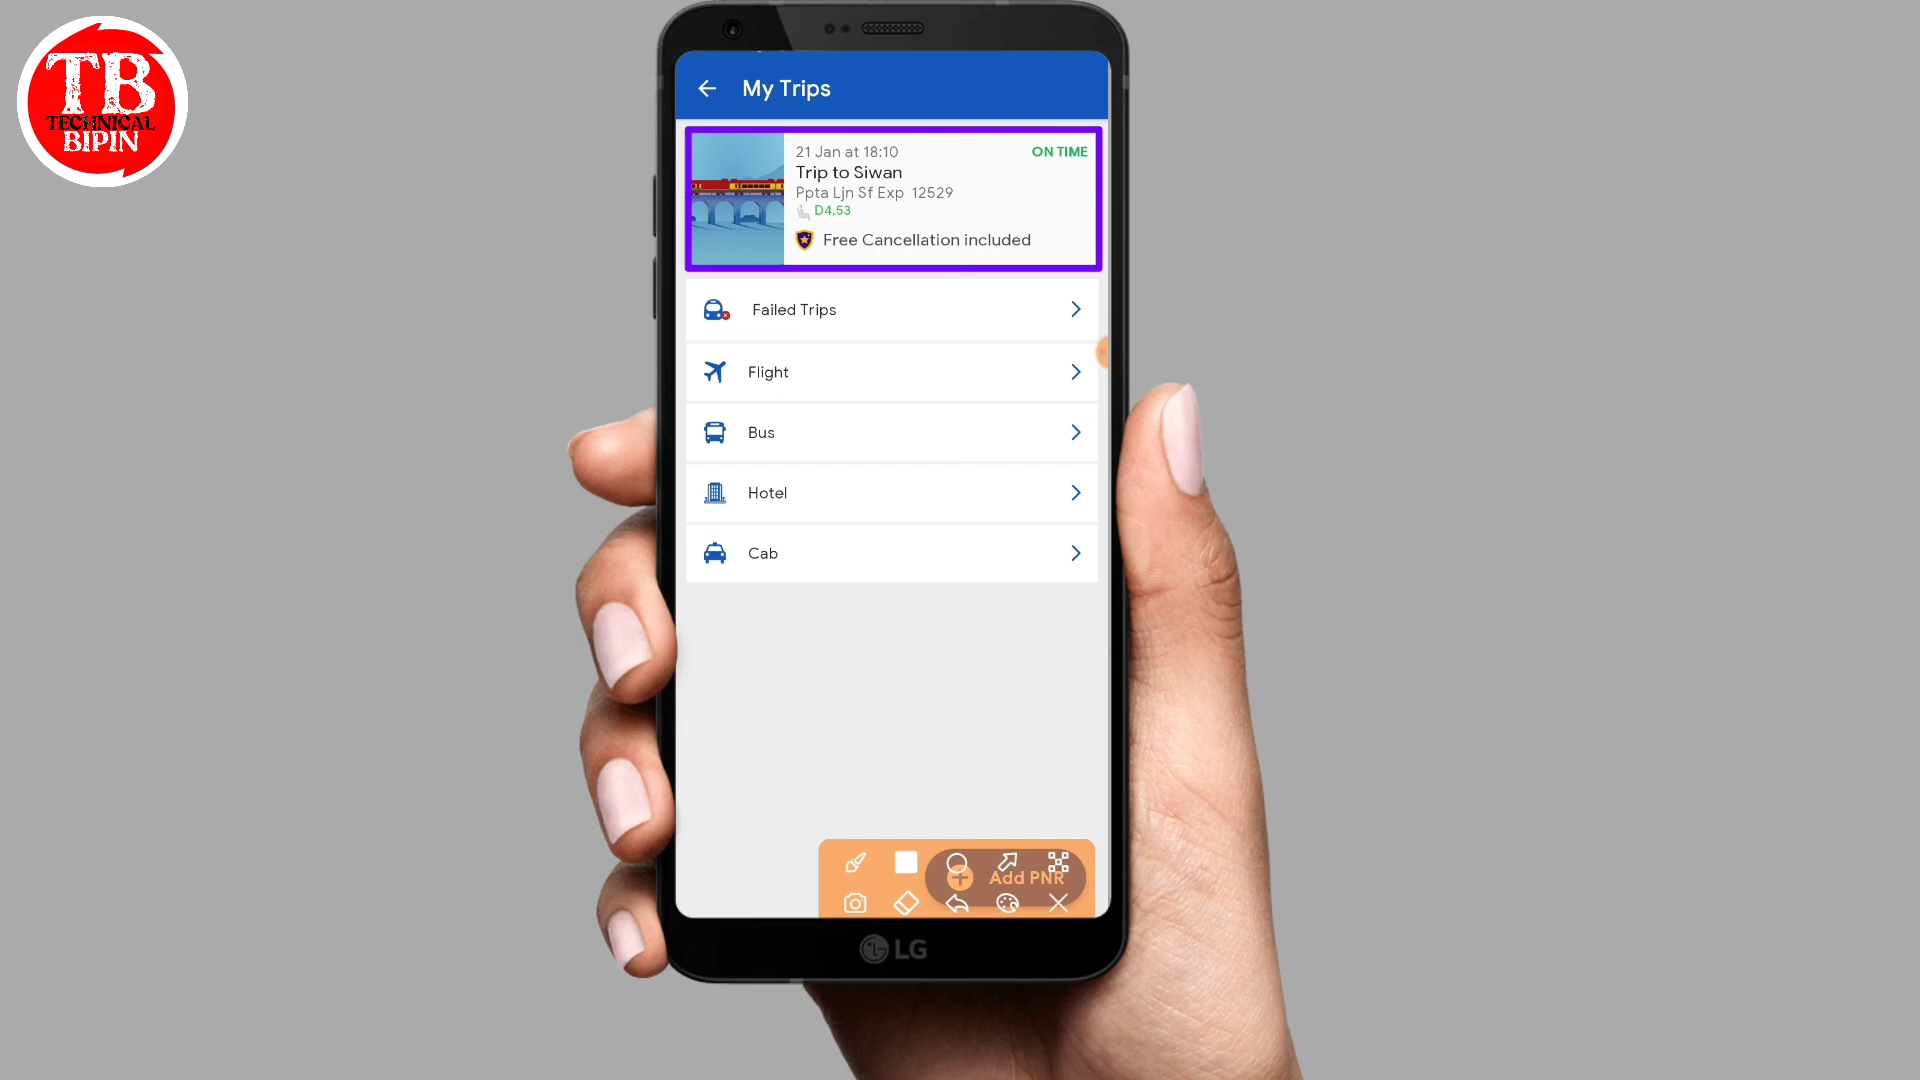 TB
TECHNICAL
BIPIN
My Trips
21 Jan at 18:10
ON TIME
Trip to Siwan
Ppta Ljn Sf Exp 12529
D4,53
Free Cancellation included
Failed Trips
Flight
Bus
Hotel
Cab
Add PNR
LG